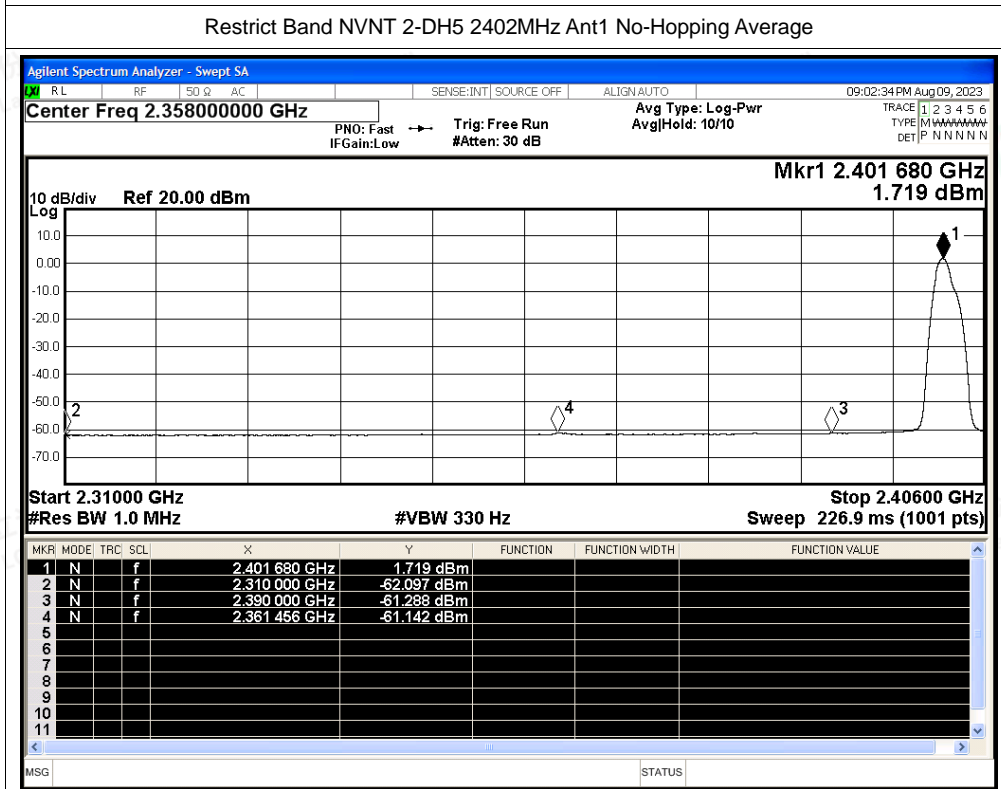 Restrict Band NVNT 2-DH5 2402MHz Ant1 No-Hopping Average
Agilent Spectrum Analyzer - Swept SA
LXI RL RF 50 Ω AC SENSE:INT SOURCE OFF ALIGN AUTO 09:02:34 PM Aug 09, 2023
Center Freq 2.358000000 GHz Avg Type: Log-Pwr TRACE 1 2 3 4 5 6
PNO: Fast Trig: Free Run Avg|Hold: 10/10 TYPE M WWWWW
IFGain:Low #Atten: 30 dB DET P N N N N N
Mkr1 2.401 680 GHz
10 dB/div Ref 20.00 dBm 1.719 dBm
Log
10.0
1
0.00
-10.0
-20.0
-30.0
-40.0
-50.0
2 4 3
-60.0
-70.0
Start 2.31000 GHz Stop 2.40600 GHz
#Res BW 1.0 MHz #VBW 330 Hz Sweep 226.9 ms (1001 pts)
MKR MODE TRC SCL X Y FUNCTION FUNCTION WIDTH FUNCTION VALUE
1 N f 2.401 680 GHz 1.719 dBm
2 N f 2.310 000 GHz -62.097 dBm
3 N f 2.390 000 GHz -61.288 dBm
4 N f 2.361 456 GHz -61.142 dBm
5
6
7
8
9
10
11
MSG STATUS